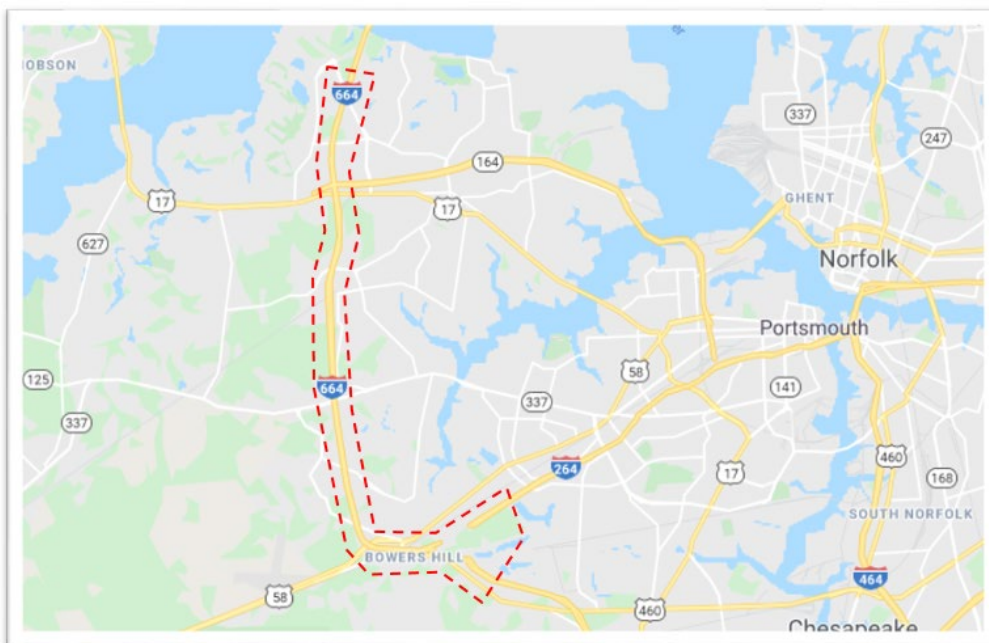 OBSON
664
337
247
164
17
17
GHENT
627
Norfolk
Portsmouth
58
125
664
141
337
337
264
17
460
168
SOUTH NORFOLK
BOWERS HILL
464
58
460
Chesapeake